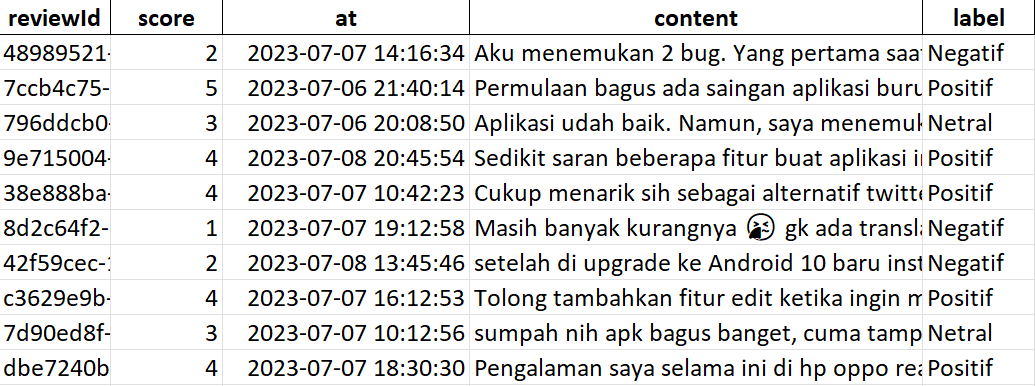 reviewId score at content label
48989521- 2 2023-07-07 14:16:34 Aku menemukan 2 bug. Yang pertama saa Negatif
7ccb4c75- 5 2023-07-06 21:40:14 Permulaan bagus ada saingan aplikasi buru Positif
796ddcb0- 3 2023-07-06 20:08:50 Aplikasi udah baik. Namun, saya menemuk Netral
9e715004- 4 2023-07-08 20:45:54 Sedikit saran beberapa fitur buat aplikasi i Positif
38e888ba- 4 2023-07-07 10:42:23 Cukup menarik sih sebagai alternatif twitte Positif
8d2c64f2- 1 2023-07-07 19:12:58 Masih banyak kurangnya 🤧 gk ada transla Negatif
42f59cec-1 2 2023-07-08 13:45:46 setelah di upgrade ke Android 10 baru inst Negatif
c3629e9b- 4 2023-07-07 16:12:53 Tolong tambahkan fitur edit ketika ingin m Positif
7d90ed8f- 3 2023-07-07 10:12:56 sumpah nih apk bagus banget, cuma tamp Netral
dbe7240b 4 2023-07-07 18:30:30 Pengalaman saya selama ini di hp oppo rea Positif